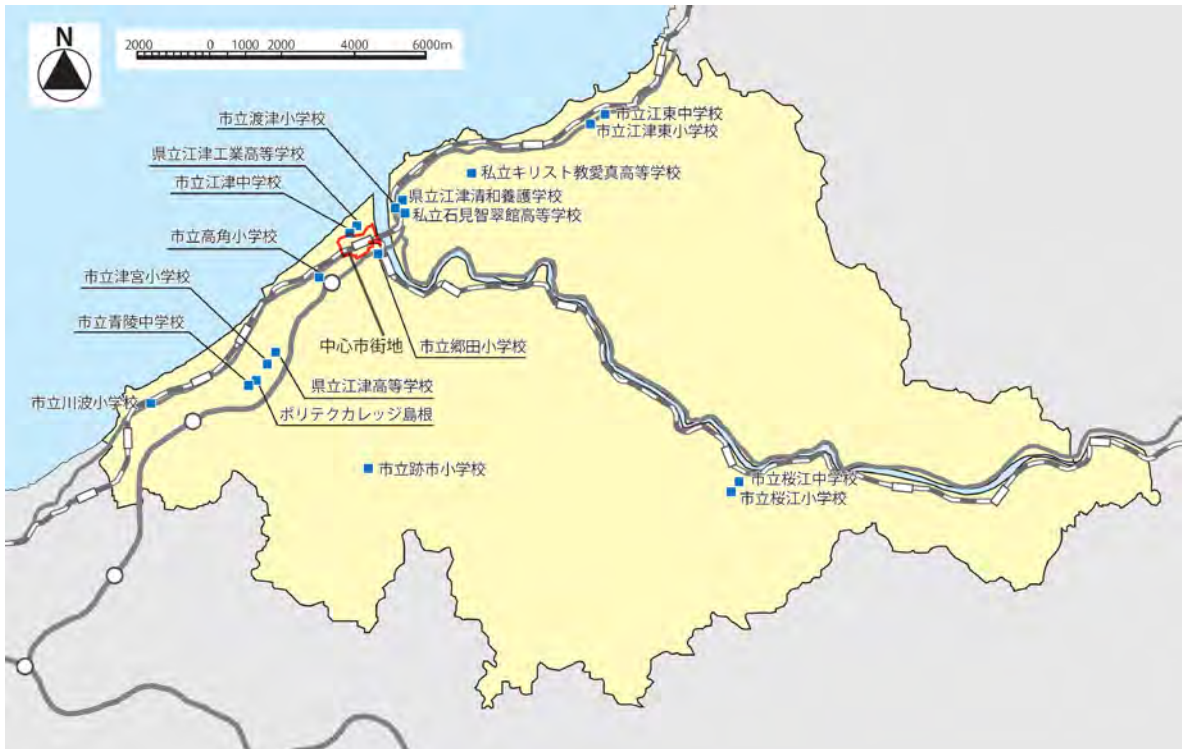 N
2000 0 1000 2000 4000 6000m
市立江東中学校
市立渡津小学校
市立江津東小学校
県立江津工業高等学校
私立キリスト教愛真高等学校
市立江津中学校
県立江津清和養護学校
私立石見智翠館高等学校
市立高角小学校
市立津宮小学校
市立青陵中学校
中心市街地
市立郷田小学校
県立江津高等学校
市立川波小学校
ポリテクカレッジ島根
市立跡市小学校
市立桜江中学校
市立桜江小学校